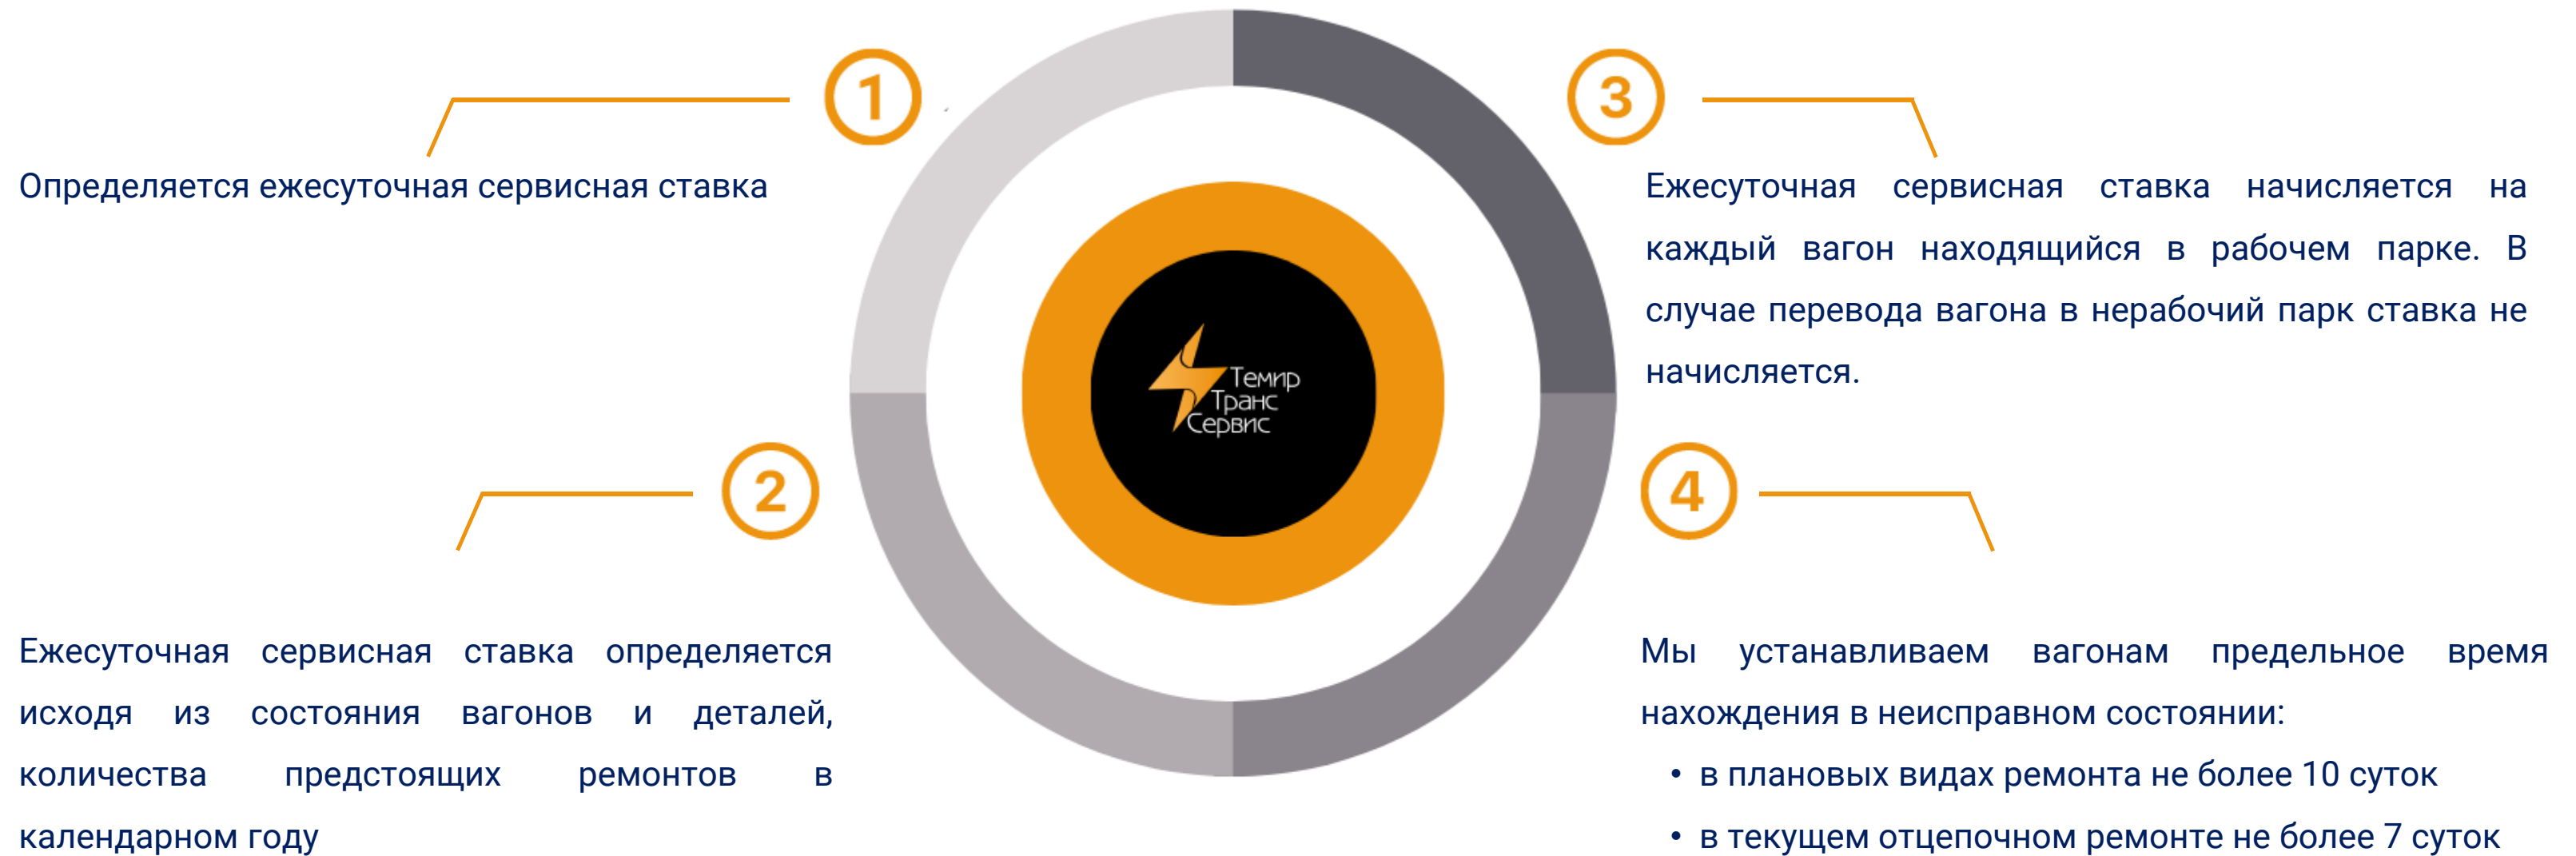 1
Определяется ежесуточная сервисная ставка
2
Ежесуточная сервисная ставка определяется
исходя из состояния вагонов и деталей,
количества предстоящих ремонтов в
календарном году
Темир
Транс
Сервис
3
Ежесуточная сервисная ставка начисляется на
каждый вагон находящийся в рабочем парке. В
случае перевода вагона в нерабочий парк ставка не
начисляется.
4
Мы устанавливаем вагонам предельное время
нахождения в неисправном состоянии:
• в плановых видах ремонта не более 10 суток
• в текущем отцепочном ремонте не более 7 суток